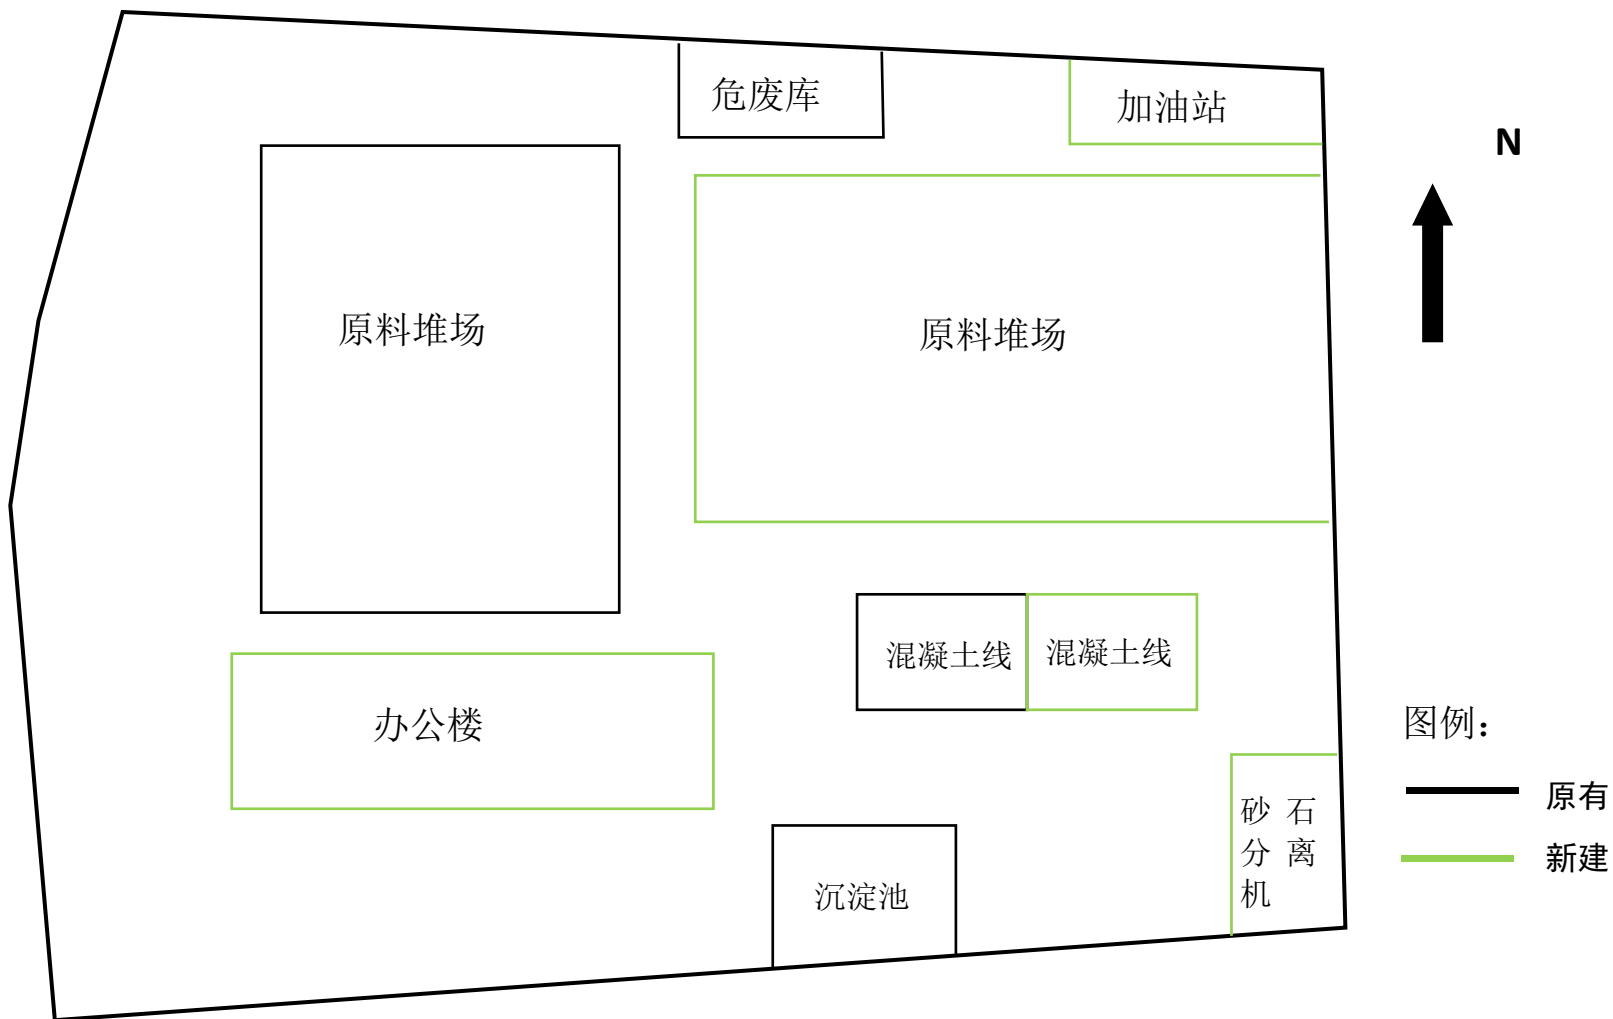 危废库
加油站
N
原料堆场
原料堆场
混凝土线
混凝土线
办公楼
图例：
原有
砂 石
分 离
机
新建
沉淀池